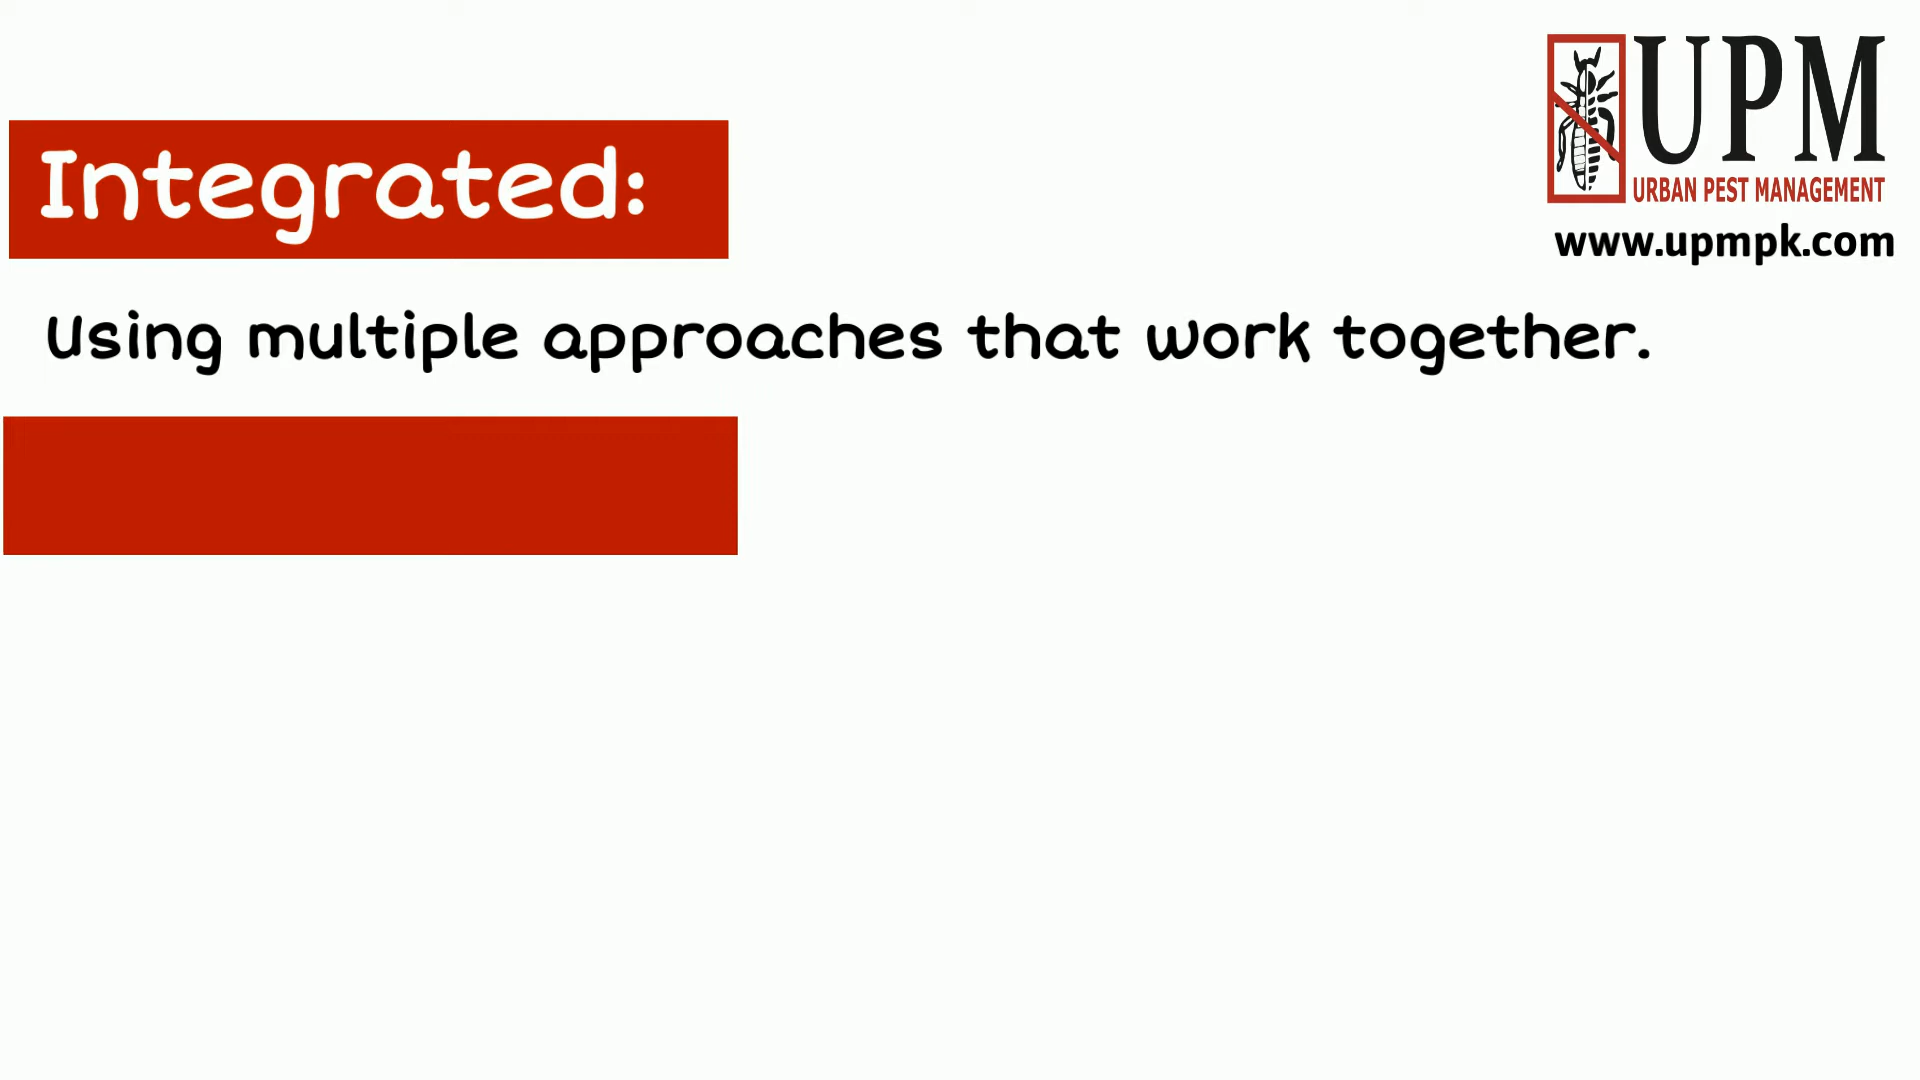 UPM
URBAN PEST MANAGEMENT
www.upmpk.com
Integrated:
Using multiple approaches that work together.